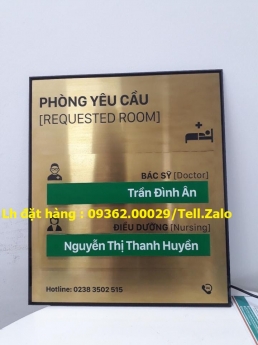 PHÒNG YÊU CẦU
[REQUESTED ROOM]
BÁC SỸ [Doctor]
Trần Đình Ân
Lh đặt hàng : 09362.00029/Tell.Zalo
ĐIỀU DƯỠNG [Nursing]
Nguyễn Thị Thanh Huyền
Hotline: 0238 3502 515